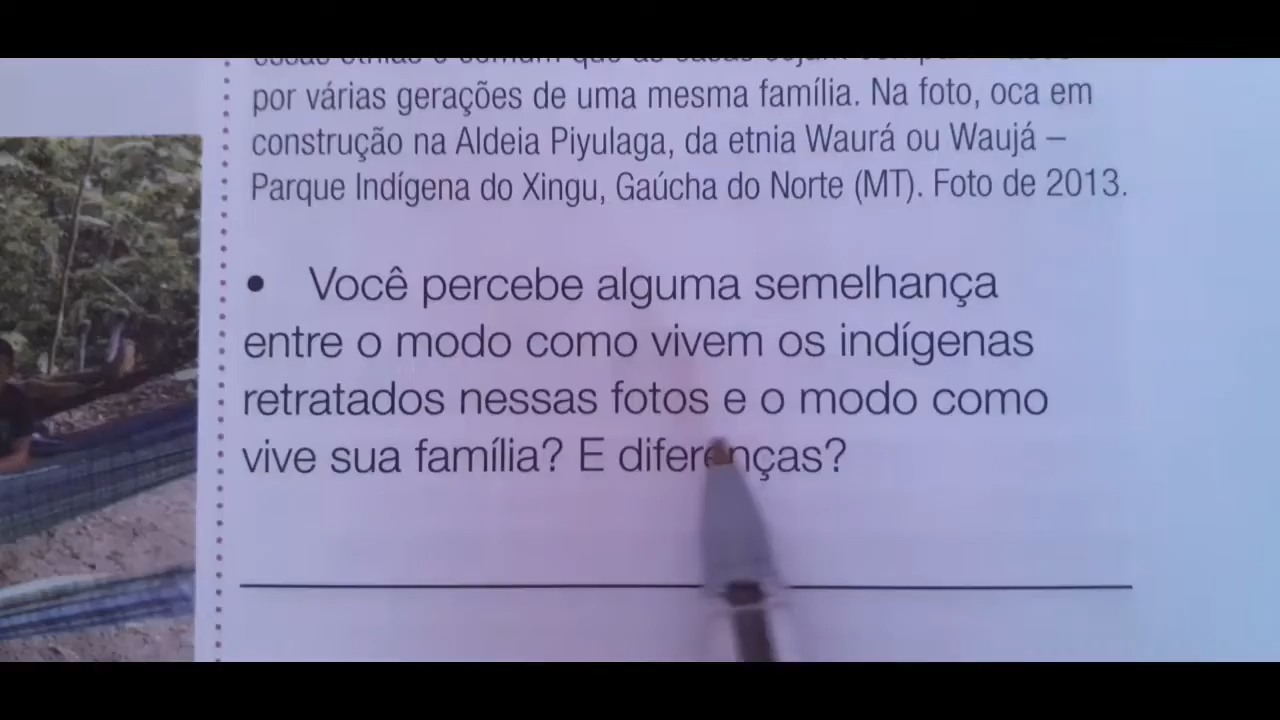 por várias gerações de uma mesma família. Na foto, oca em
construção na Aldeia Piyulaga, da etnia Waurá ou Waujá –
Parque Indígena do Xingu, Gaúcha do Norte (MT). Foto de 2013.
• Você percebe alguma semelhança
entre o modo como vivem os indígenas
retratados nessas fotos e o modo como
vive sua família? E diferenças?